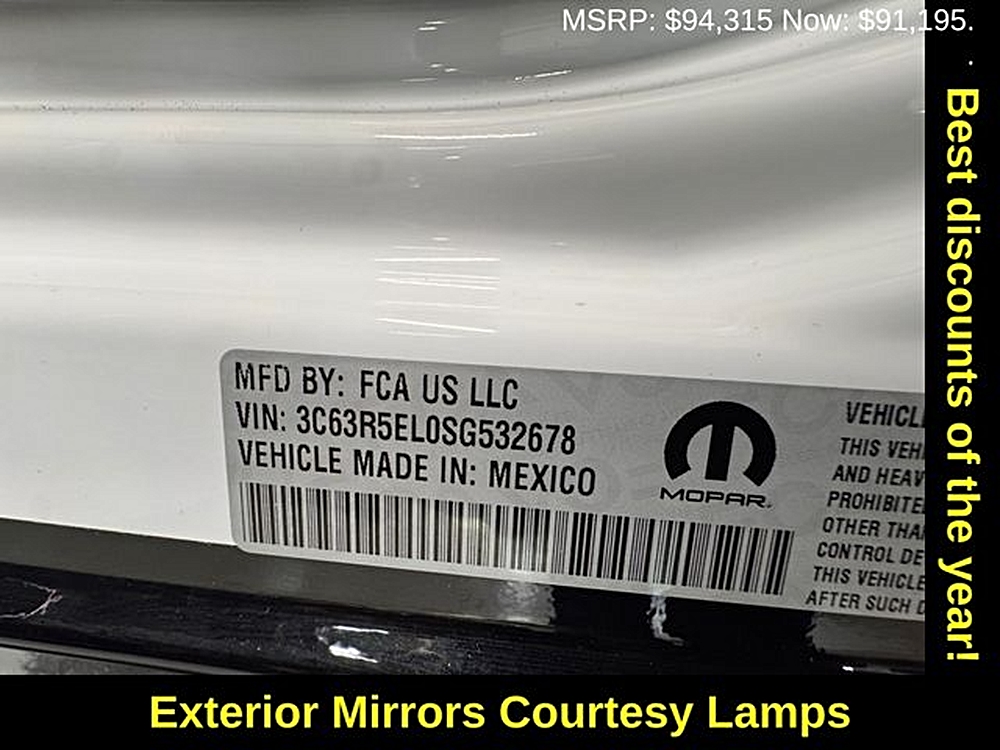 MSRP: $94,315 Now: $91,195.
.
Best discounts of the year!
MFD BY: FCA US LLC
VIN: 3C63R5EL0SG532678
VEHICLE MADE IN: MEXICO
MOPAR
VEHICL
THIS VEH
AND HEAV
PROHIBITE
OTHER THA
CONTROL DE
THIS VEHICLE
AFTER SUCH D
Exterior Mirrors Courtesy Lamps